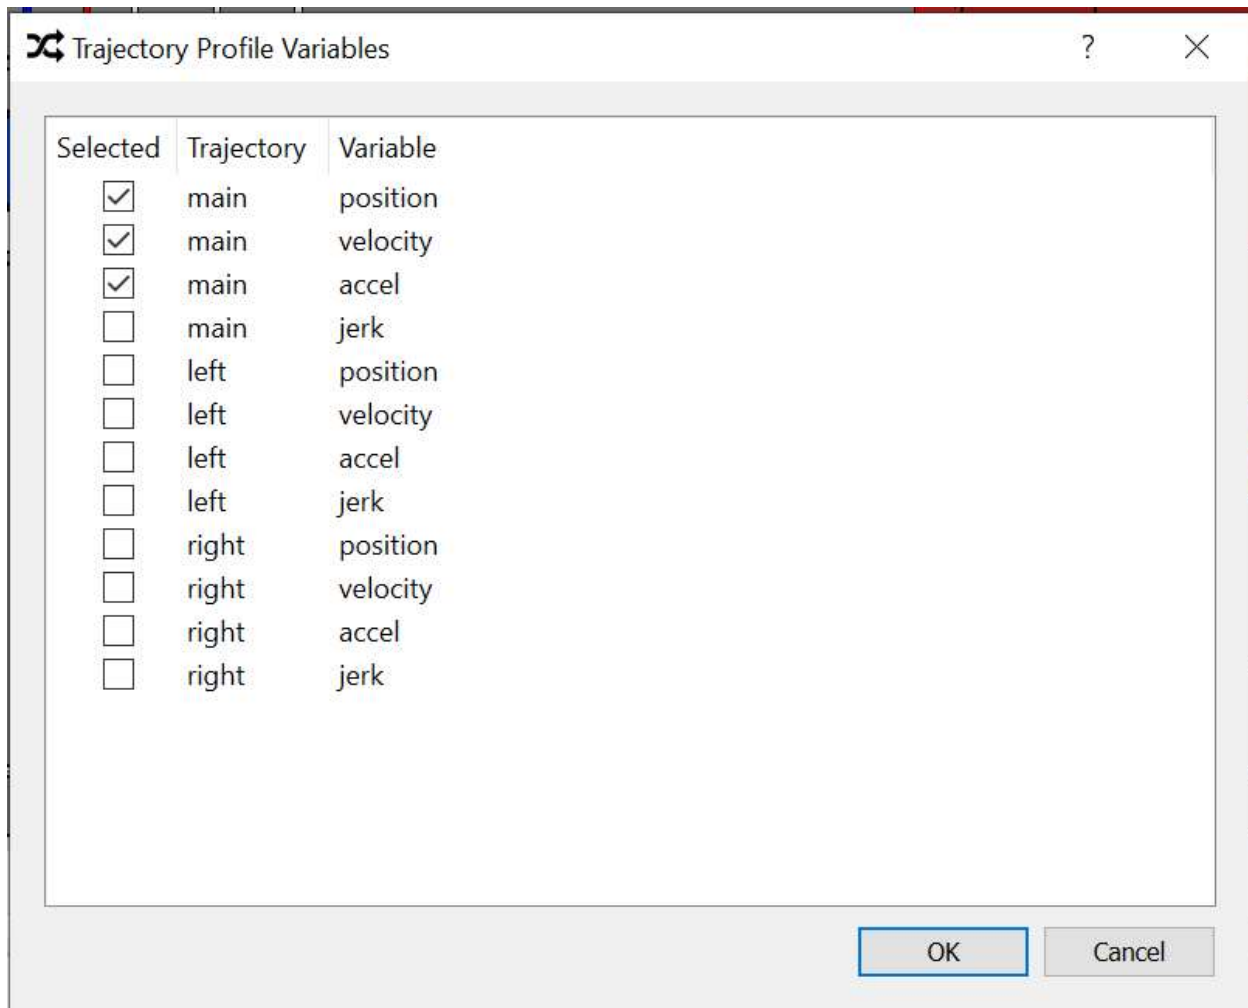 Trajectory Profile Variables ?
Selected Trajectory Variable
main position
main velocity
main accel
main jerk
left position
left velocity
left accel
left jerk
right position
right velocity
right accel
right jerk
OK Cancel